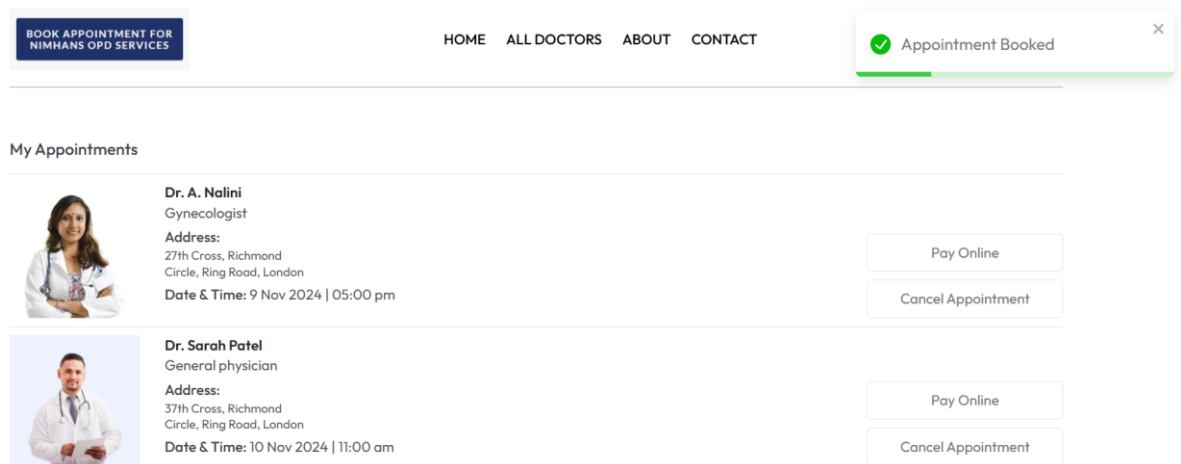 BOOK APPOINTMENT FOR
NIMHANS OPD SERVICES
HOME ALL DOCTORS ABOUT CONTACT
Appointment Booked
My Appointments
Dr. A. Nalini
Gynecologist
Address:
27th Cross, Richmond
Circle, Ring Road, London
Date & Time: 9 Nov 2024 | 05:00 pm
Pay Online
Cancel Appointment
Dr. Sarah Patel
General physician
Address:
37th Cross, Richmond
Circle, Ring Road, London
Date & Time: 10 Nov 2024 | 11:00 am
Pay Online
Cancel Appointment